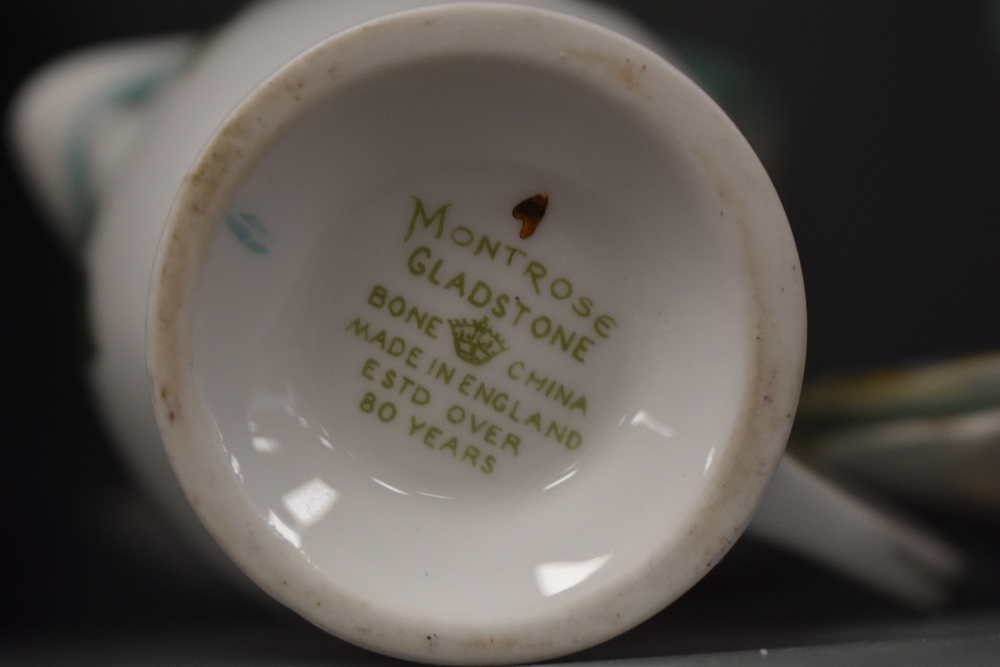 MONTROSE
GLADSTONE
BONE CHINA
MADE IN ENGLAND
ESTD OVER
80 YEARS